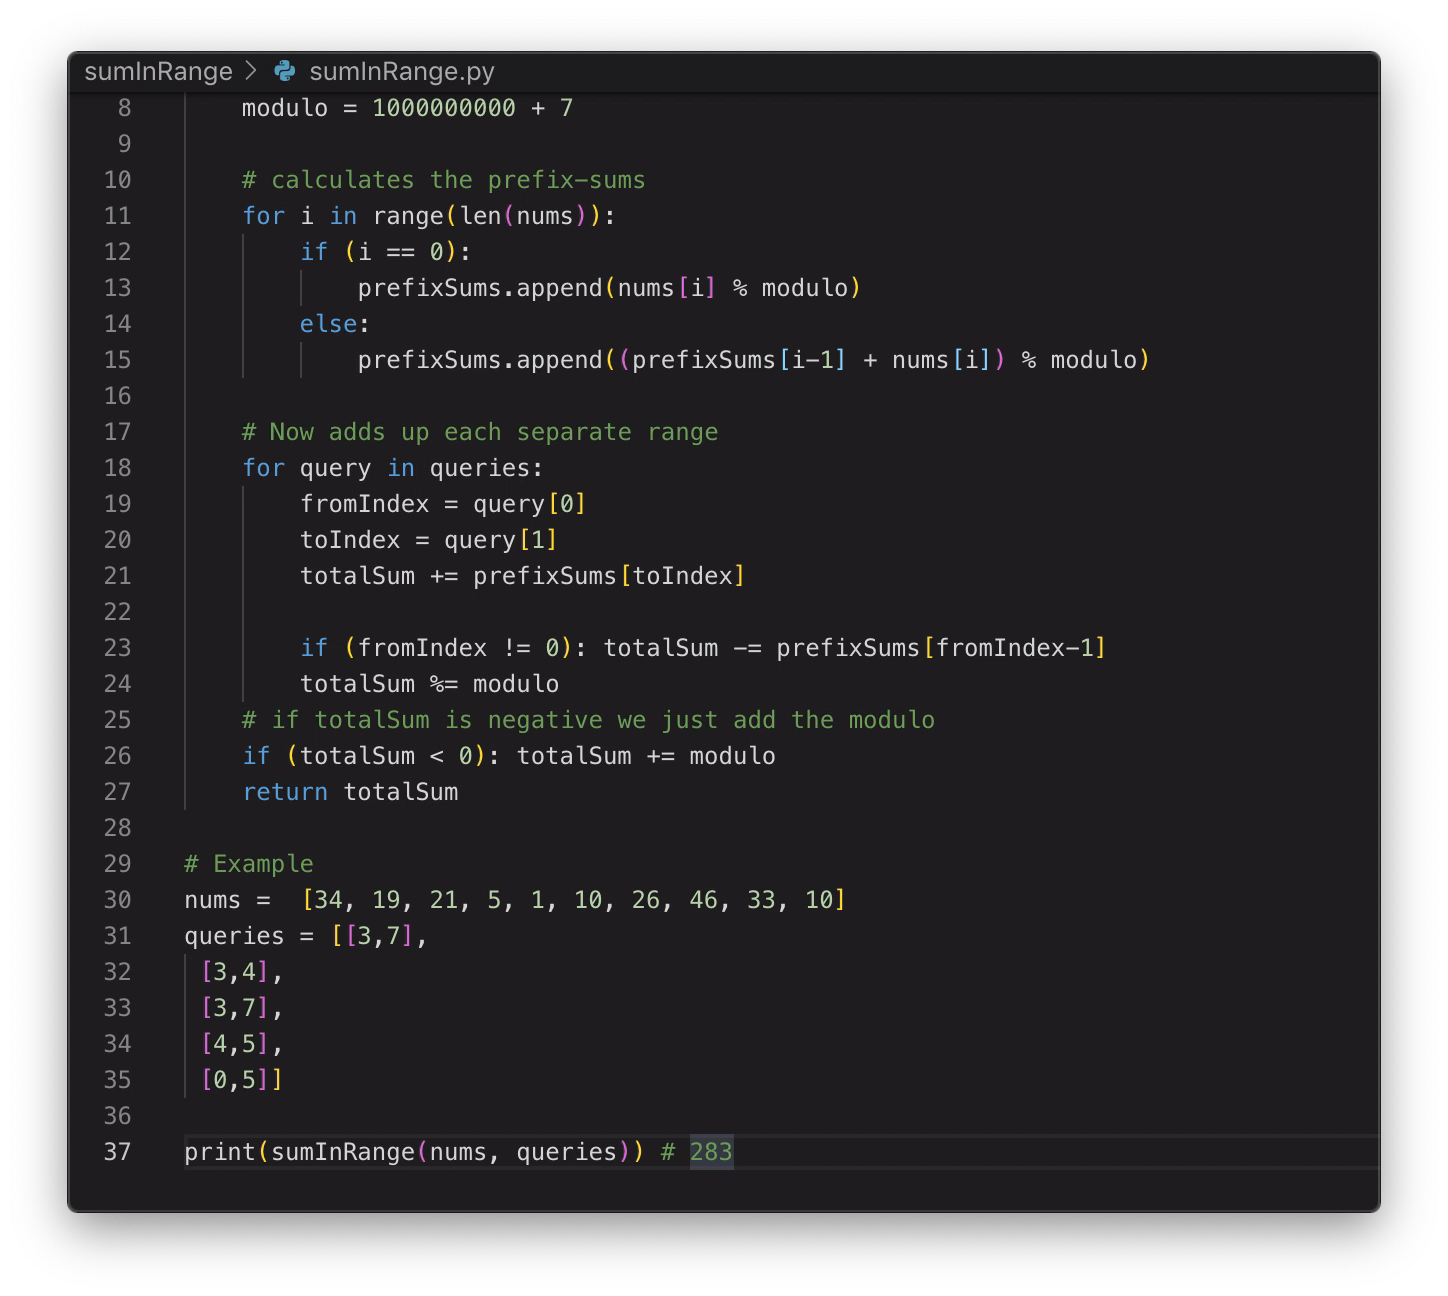 sumInRange > sumInRange.py
8 modulo = 1000000000 + 7
9
10 # calculates the prefix-sums
11 for i in range(len(nums)):
12 if (i == 0):
13 prefixSums.append(nums[i] % modulo)
14 else:
15 prefixSums.append((prefixSums[i-1] + nums[i]) % modulo)
16
17 # Now adds up each separate range
18 for query in queries:
19 fromIndex = query[0]
20 toIndex = query[1]
21 totalSum += prefixSums[toIndex]
22
23 if (fromIndex != 0): totalSum -= prefixSums[fromIndex-1]
24 totalSum %= modulo
25 # if totalSum is negative we just add the modulo
26 if (totalSum < 0): totalSum += modulo
27 return totalSum
28
29 # Example
30 nums =  [34, 19, 21, 5, 1, 10, 26, 46, 33, 10]
31 queries = [[3,7],
32 [3,4],
33 [3,7],
34 [4,5],
35 [0,5]]
36
37 print(sumInRange(nums, queries)) # 283